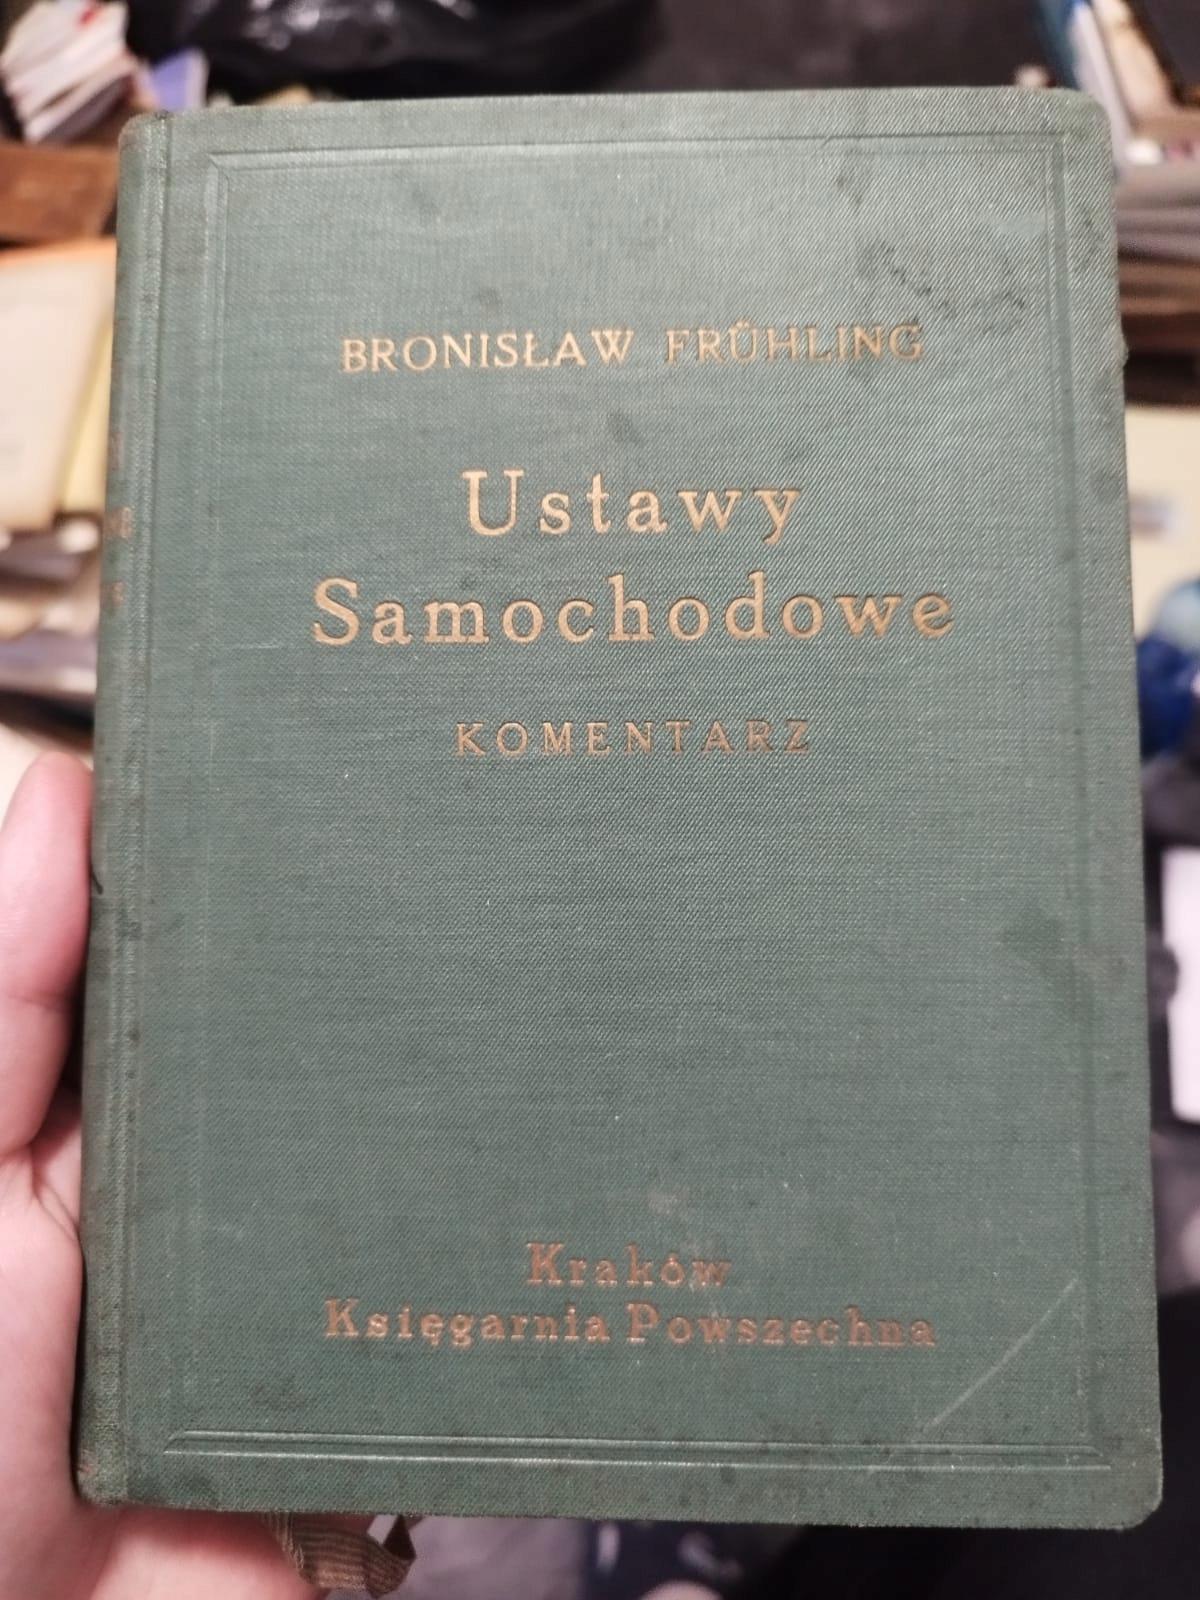 BRONISŁAW FRÜHLING
Ustawy
Samochodowe
KOMENTARZ
Kraków
Księgarnia Powszechna